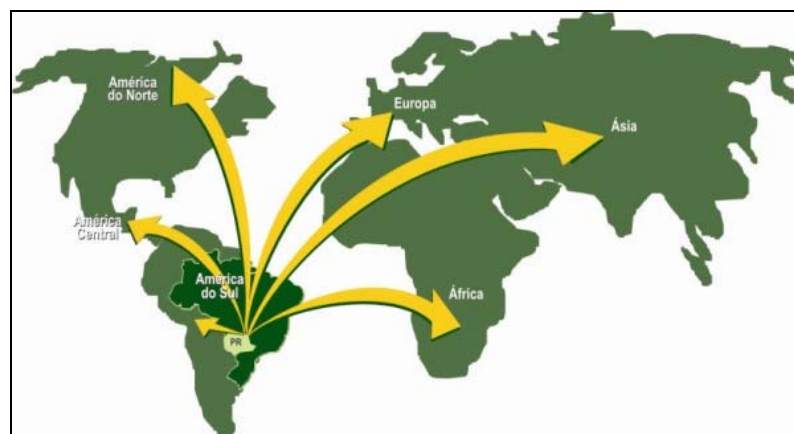 América
do Norte
Europa
Ásia
América
Central
América
do Sul
África
PR